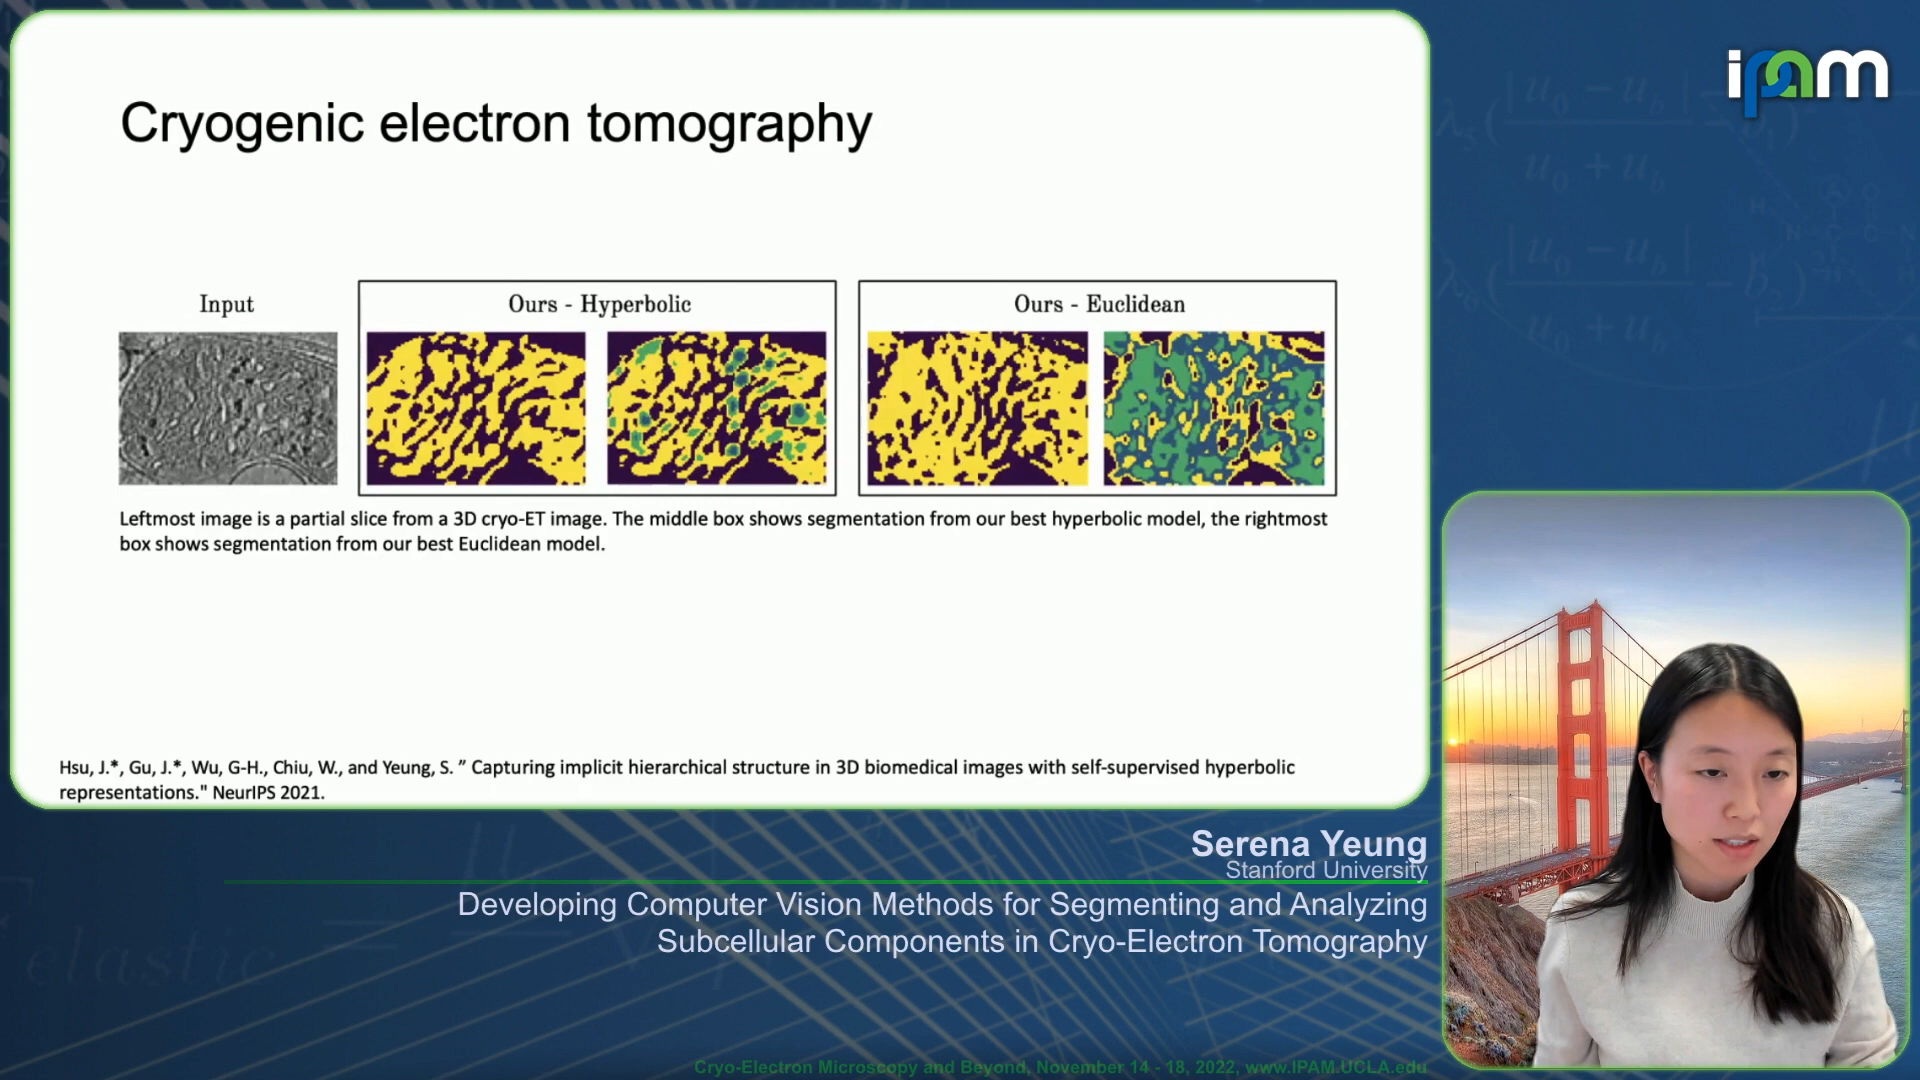 ipam
Cryogenic electron tomography
Input
Ours - Hyperbolic
Ours - Euclidean
Leftmost image is a partial slice from a 3D cryo-ET image. The middle box shows segmentation from our best hyperbolic model, the rightmost
box shows segmentation from our best Euclidean model.
Hsu, J.*, Gu, J.*, Wu, G-H., Chiu, W., and Yeung, S. ” Capturing implicit hierarchical structure in 3D biomedical images with self-supervised hyperbolic
representations." NeurIPS 2021.
Serena Yeung
Stanford University
Developing Computer Vision Methods for Segmenting and Analyzing
Subcellular Components in Cryo-Electron Tomography
elastic
Cryo-Electron Microscopy and Beyond, November 14 - 18, 2022, www.IPAM.UCLA.edu